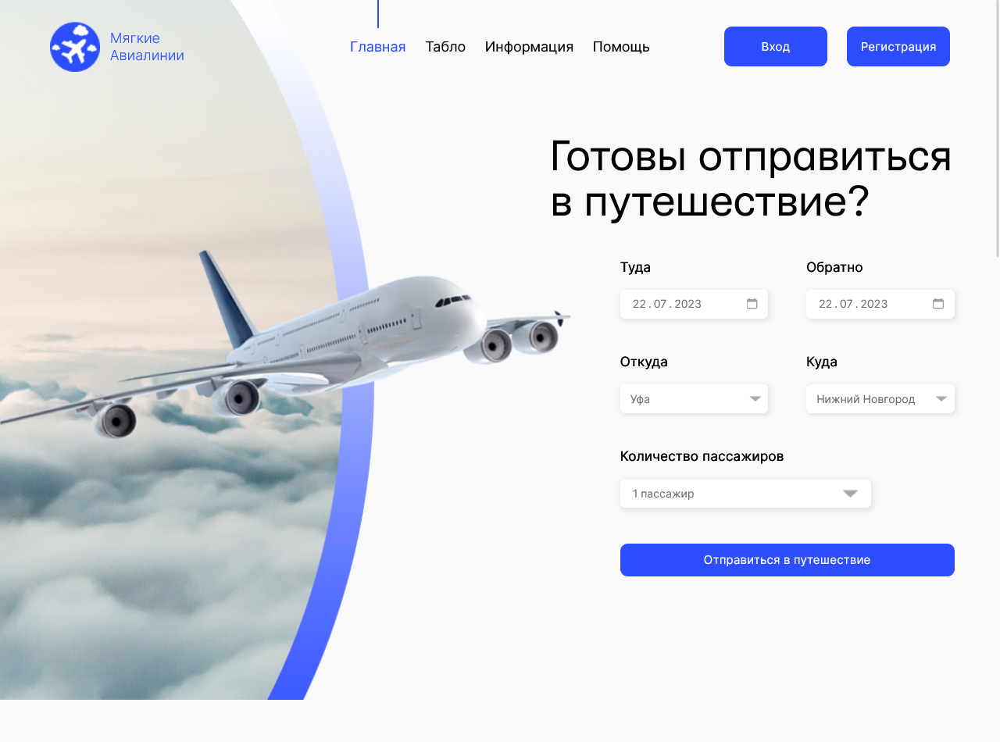 Мягкие
Авиалинии
Главная Табло Информация Помощь
Вход Регистрация
Готовы отправиться
в путешествие?
Туда Обратно
22.07.2023 22.07.2023
Откуда Куда
Уфа Нижний Новгород
Количество пассажиров
1 пассажир
Отправиться в путешествие